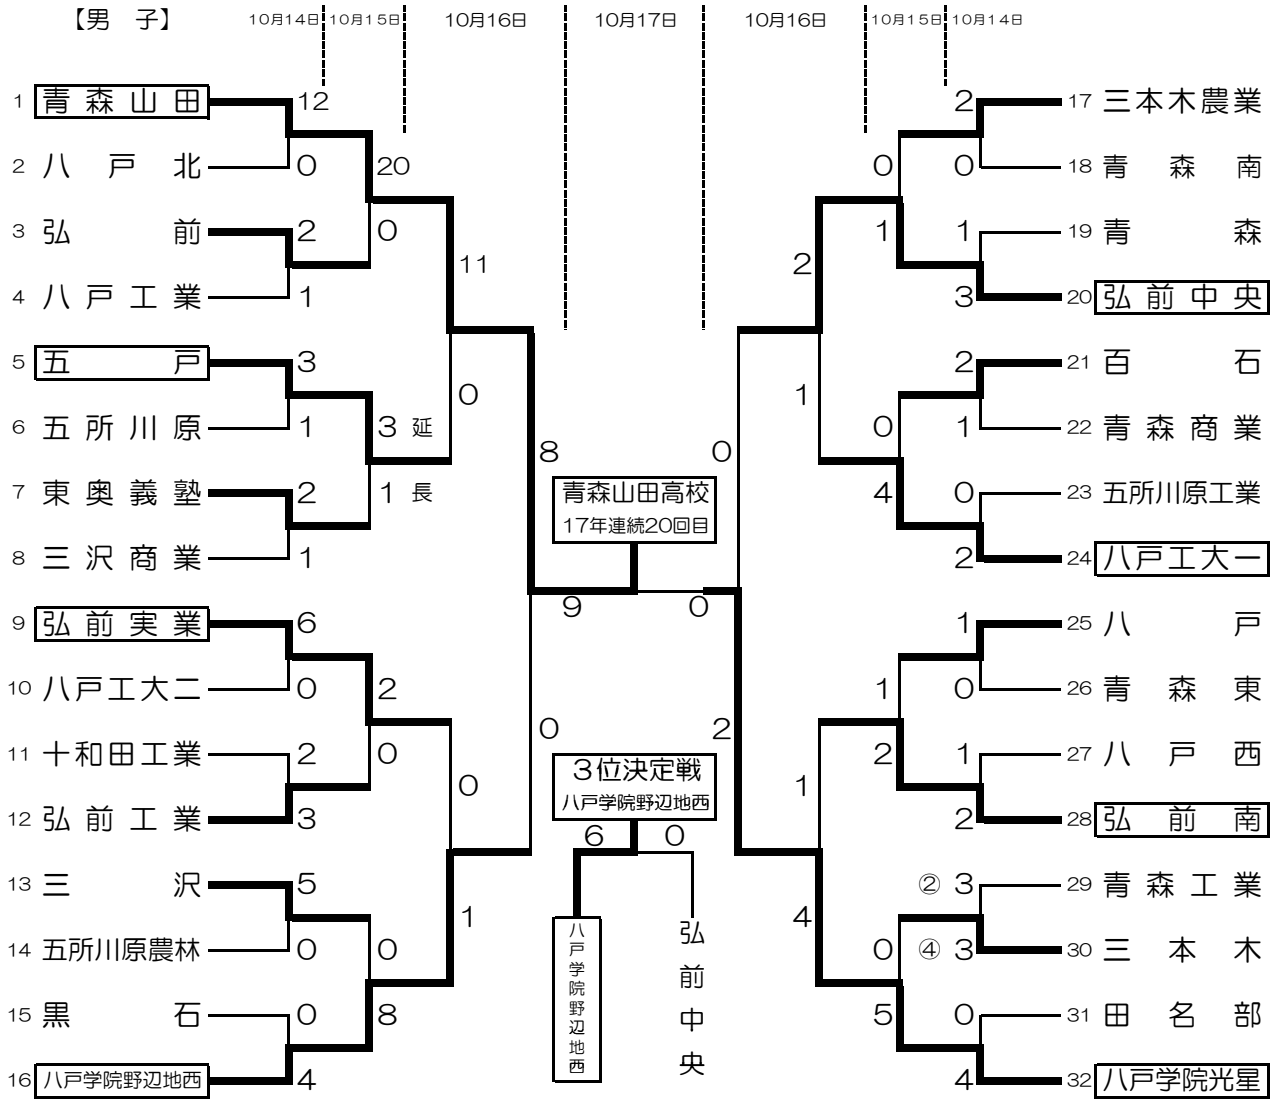 【男　子】
10月14日 10月15日 10月16日 10月17日 10月16日 10月15日 10月14日
1 青森山田 12
2 八戸北 0
20
3 弘前 2
0
4 八戸工業 1
11
5 五戸 3
0
6 五所川原 1
3 延
7 東奥義塾 2
1 長
8 三沢商業 1
8
9 弘前実業 6
10 八戸工大二 0
2
11 十和田工業 2
0
12 弘前工業 3
0
0
13 三沢 5
1
14 五所川原農林 0
0
15 黒石 0
8
16 八戸学院野辺地西 4
青森山田高校
17年連続20回目
9 0
3位決定戦
八戸学院野辺地西
6 0
八戸学院野辺地西
弘前中央
2 17 三本木農業
0
0 18 青森南
1
1 19 青森
2
3 20 弘前中央
2 21 百石
1
0
1 22 青森商業
0
4
0 23 五所川原工業
2 24 八戸工大一
1 25 八戸
1
0 26 青森東
2
2
1 27 八戸西
1
2 28 弘前南
② 3 29 青森工業
4
0
④ 3 30 三本木
5
0 31 田名部
4 32 八戸学院光星